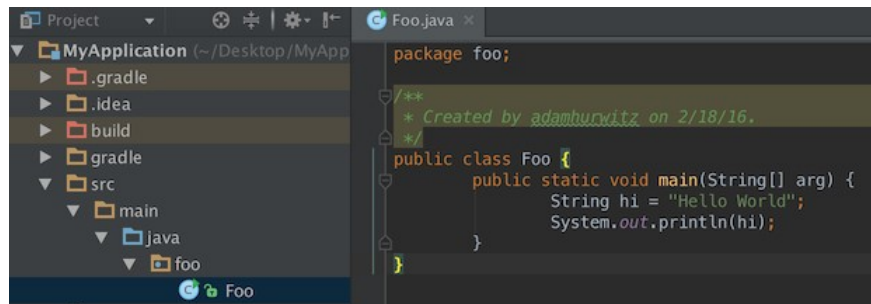 Project
MyApplication (~/Desktop/MyApp
.gradle
.idea
build
gradle
src
main
java
foo
Foo
Foo.java
package foo;
/**
* Created by adamhurwitz on 2/18/16.
*/
public class Foo {
public static void main(String[] arg) {
String hi = "Hello World";
System.out.println(hi);
}
}